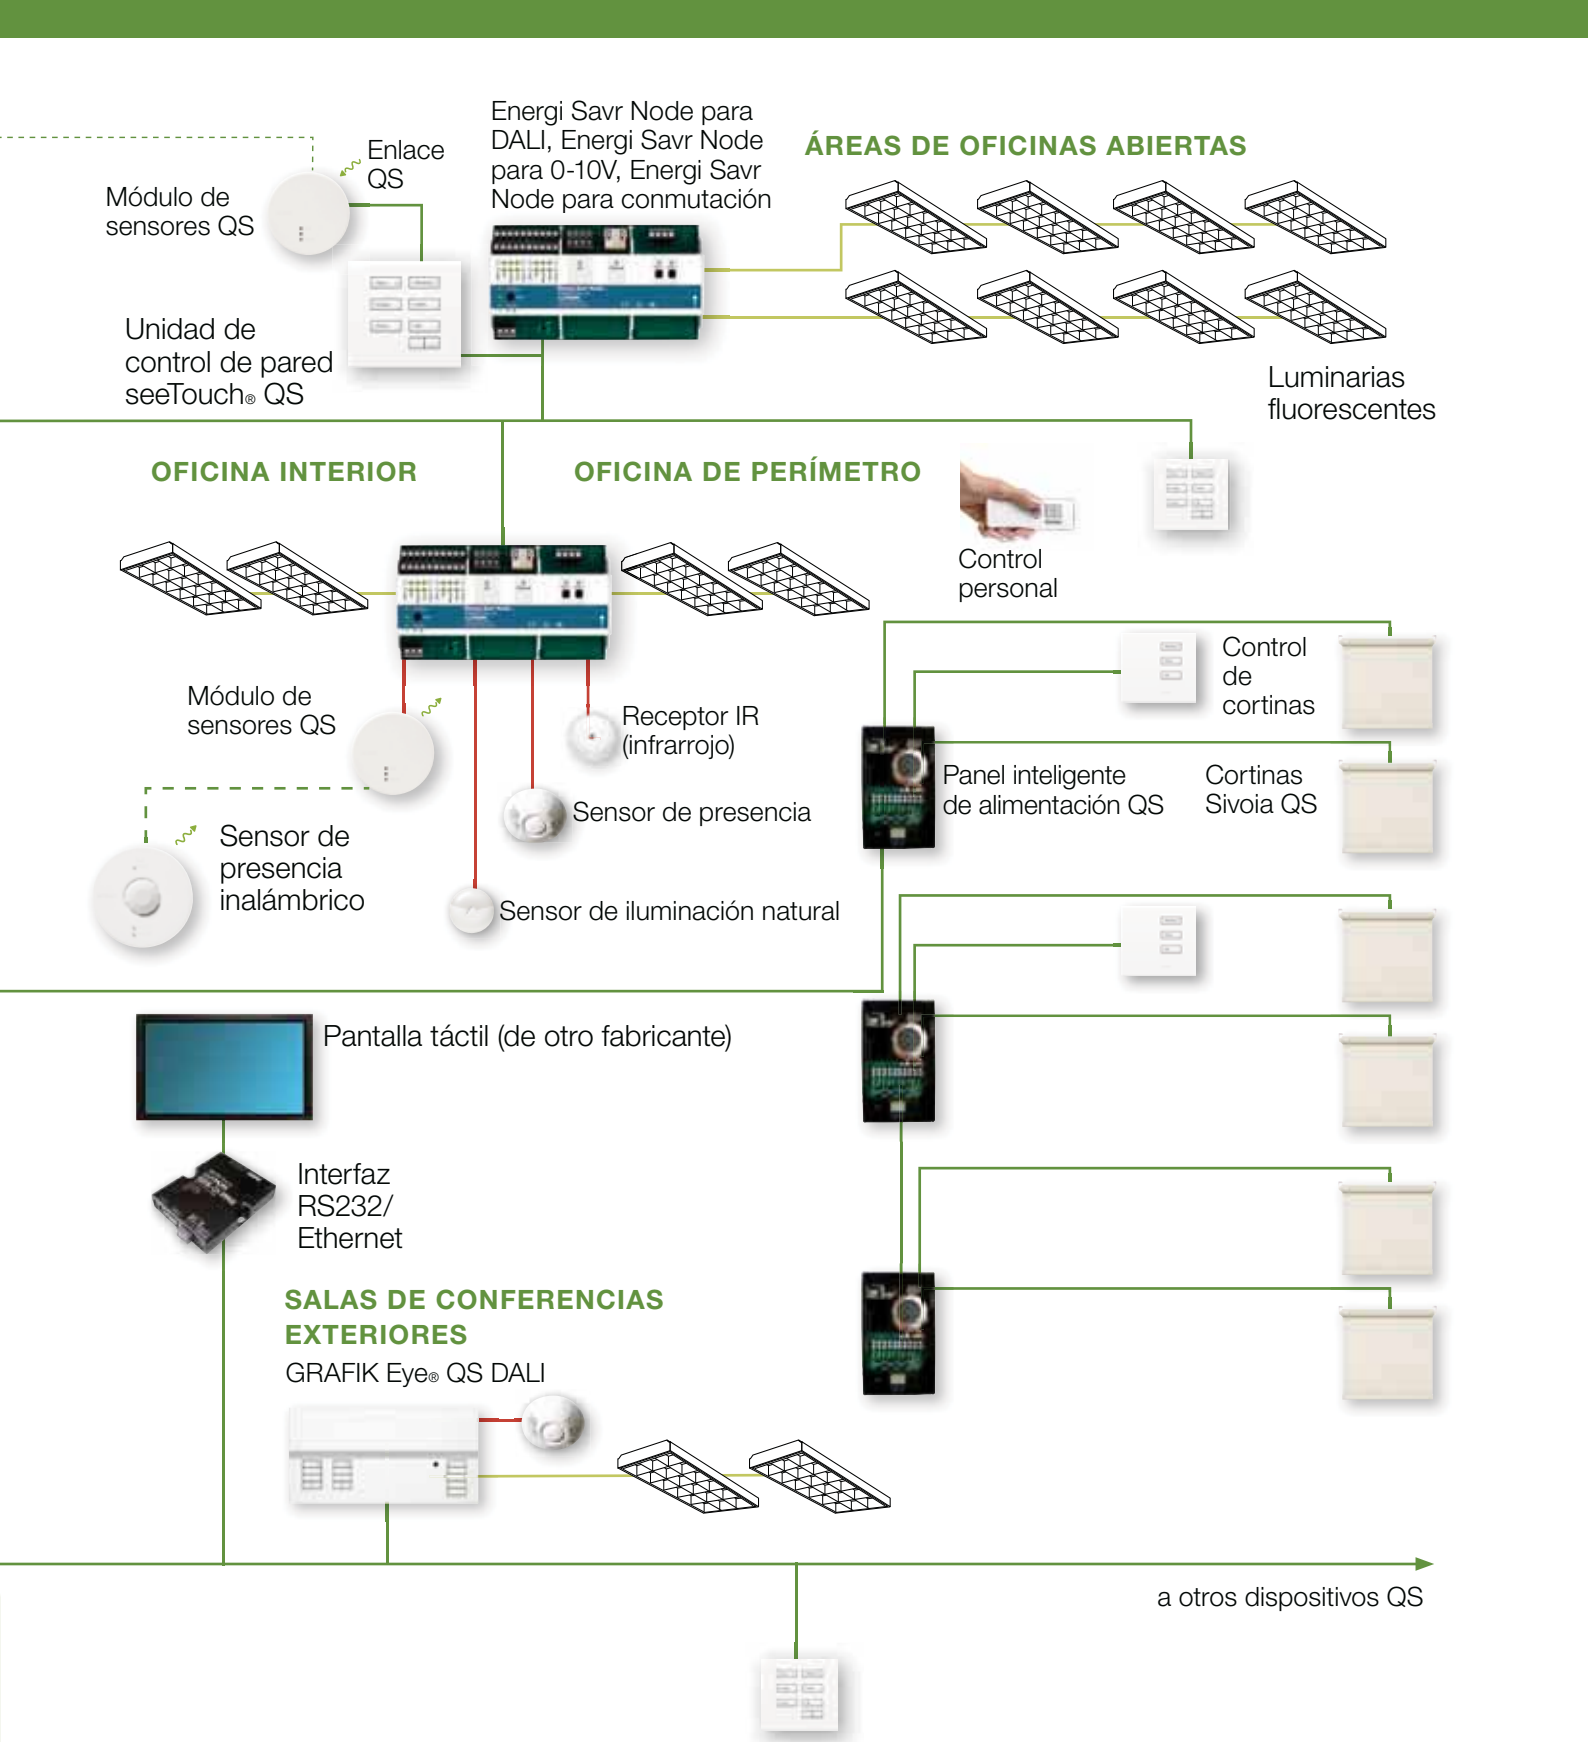 Energi Savr Node para
DALI, Energi Savr Node
para 0-10V, Energi Savr
Node para conmutación
ÁREAS DE OFICINAS ABIERTAS
Enlace
QS
Módulo de
sensores QS
Unidad de
control de pared
seeTouch® QS
Luminarias
fluorescentes
OFICINA INTERIOR
OFICINA DE PERÍMETRO
Control
personal
Control
de
cortinas
Módulo de
sensores QS
Receptor IR
(infrarrojo)
Panel inteligente
de alimentación QS
Cortinas
Sivoia QS
Sensor de presencia
Sensor de
presencia
inalámbrico
Sensor de iluminación natural
Pantalla táctil (de otro fabricante)
Interfaz
RS232/
Ethernet
SALAS DE CONFERENCIAS
EXTERIORES
GRAFIK Eye® QS DALI
a otros dispositivos QS